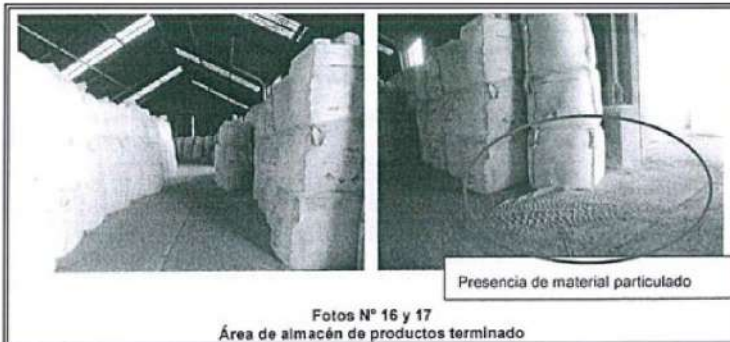 Presencia de material particulado
Fotos N° 16 y 17
Área de almacén de productos terminado